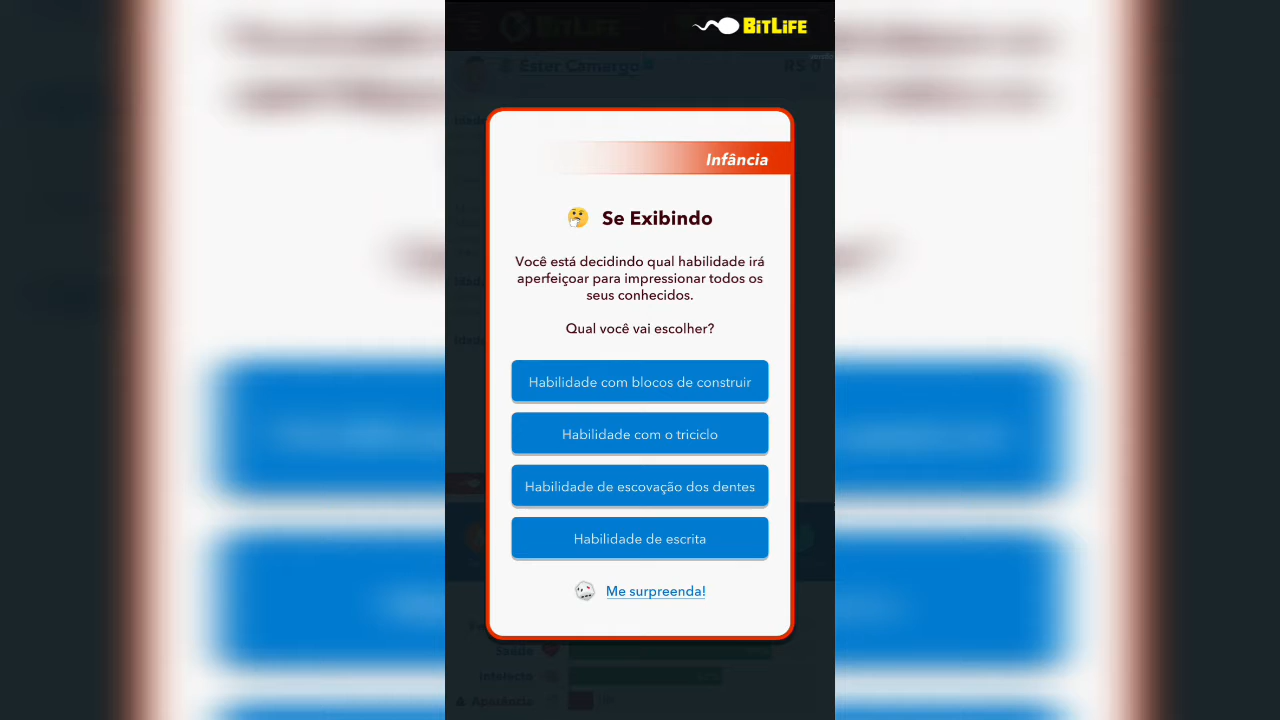 BiTLiFE
Ester Camargo
R$ 0
Infância
🤔 Se Exibindo
Você está decidindo qual habilidade irá
aperfeiçoar para impressionar todos os
seus conhecidos.
Qual você vai escolher?
Habilidade com blocos de construir
Habilidade com o triciclo
Habilidade de escovação dos dentes
Habilidade de escrita
Me surpreenda!
Saúde
Intelecto
Aparência